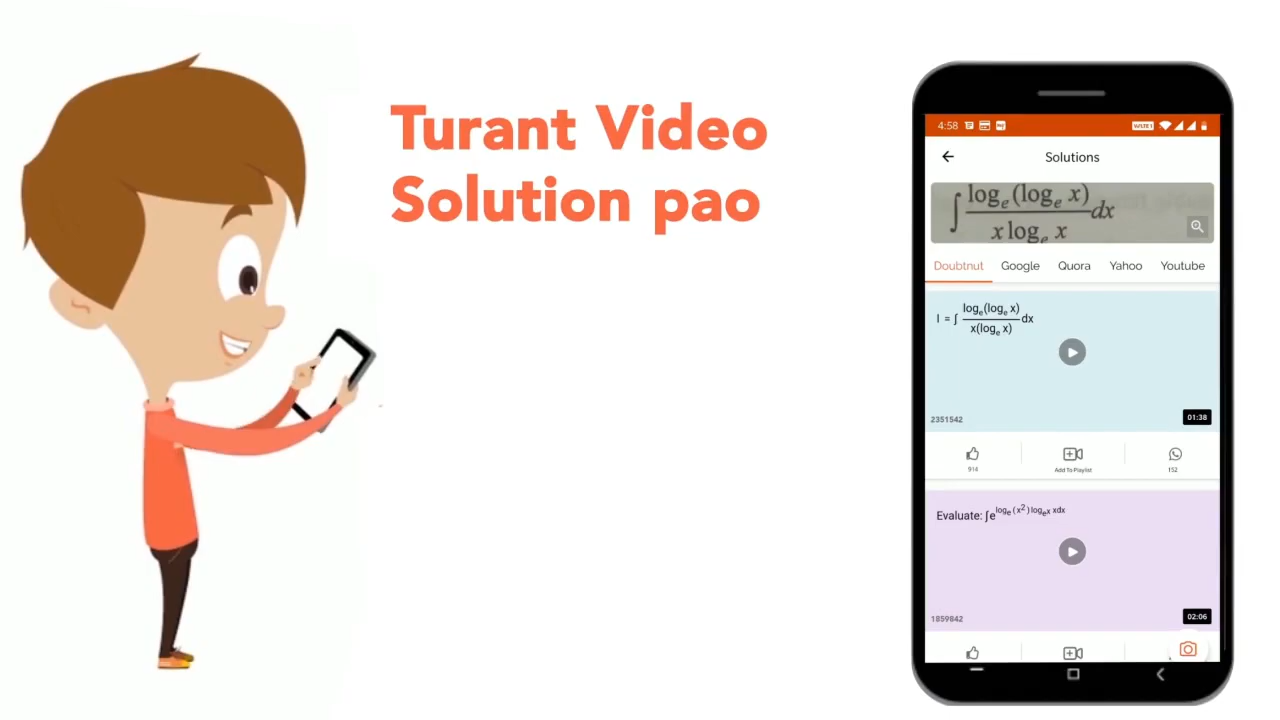 Turant Video
Solution pao
4:58
VoLTE1
Solutions
∫ logₑ(logₑ x) / x logₑ x dx
Doubtnut Google Quora Yahoo Youtube
I = ∫ logₑ(logₑ x) / x(logₑ x) dx
2351542 01:38
914 Add To Playlist 152
Evaluate: ∫e^logₑ(x²)logₑx xdx
1859842 02:06